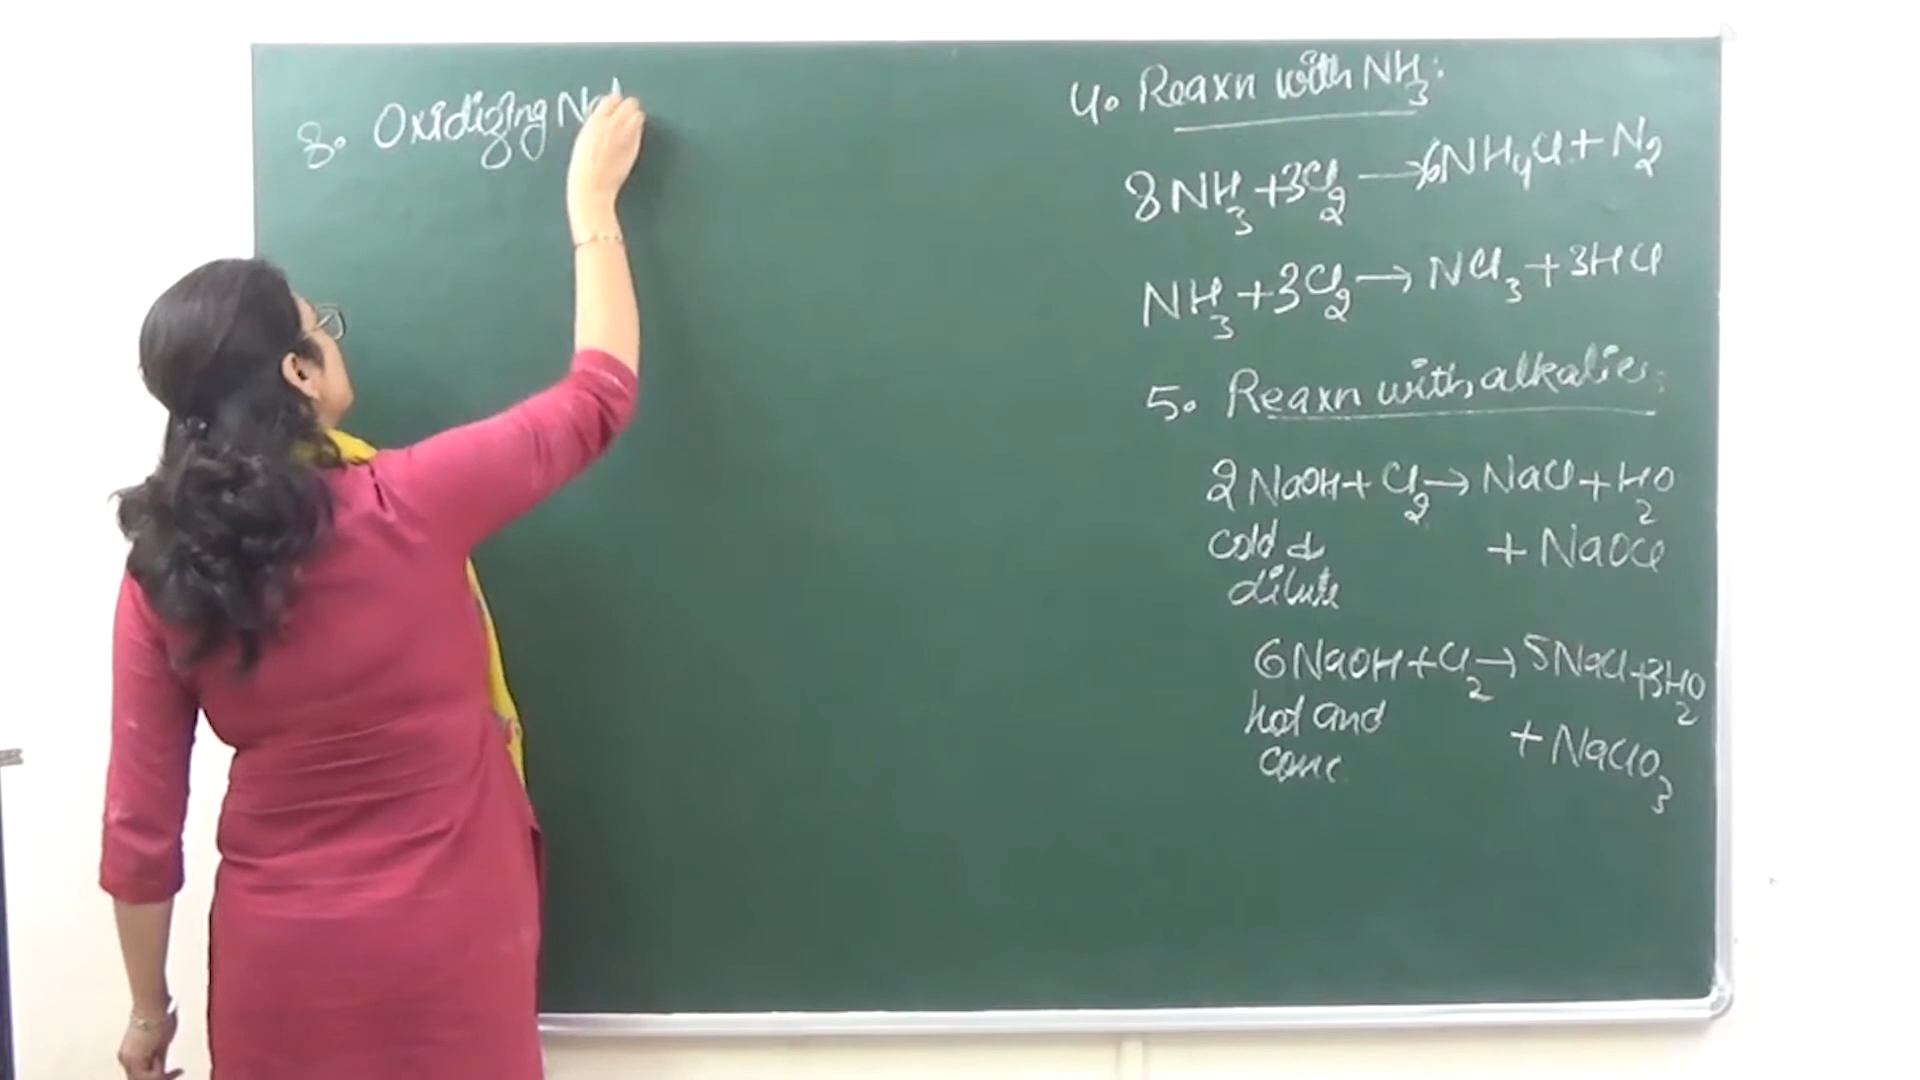 8. Oxidizing Na
4. Reaxn with NH3:
8NH3+3Cl2→6NH4Cl+N2
NH3+3Cl2→NCl3+3HCl
5. Reaxn with alkalies:
2NaOH+Cl2→NaCl+H2O
cold &
dilute
+NaOCl
6NaOH+Cl2→5NaCl+3H2O
hot and
conc.
+NaClO3